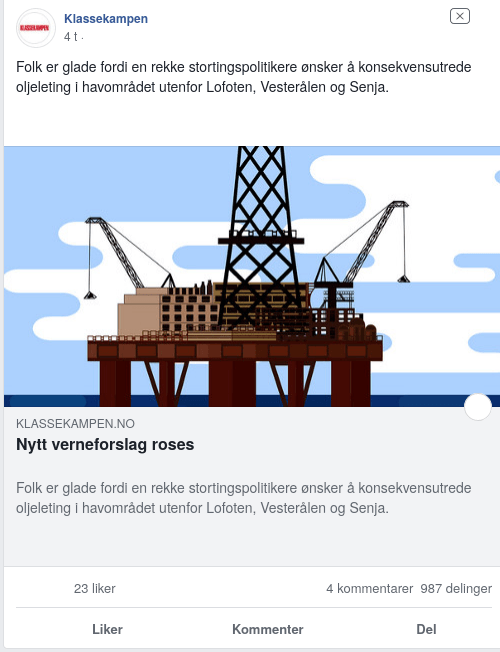 KLASSEKAMPEN
Klassekampen
4 t ·
Folk er glade fordi en rekke stortingspolitikere ønsker å konsekvensutrede
oljeleting i havområdet utenfor Lofoten, Vesterålen og Senja.
KLASSEKAMPEN.NO
Nytt verneforslag roses
Folk er glade fordi en rekke stortingspolitikere ønsker å konsekvensutrede
oljeleting i havområdet utenfor Lofoten, Vesterålen og Senja.
23 liker 4 kommentarer 987 delinger
Liker Kommenter Del